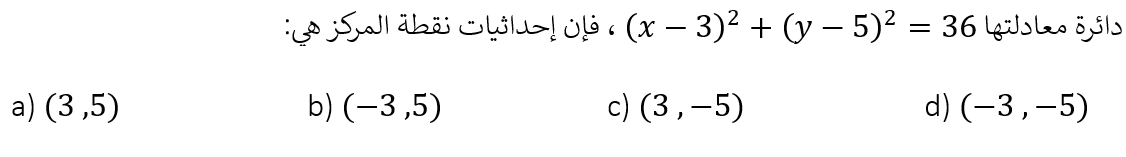 دائرة معادلتها (x − 3)² + (y − 5)² = 36 ، فإن إحداثيات نقطة المركز هي:
a) (3 ,5) b) (−3 ,5) c) (3 , −5) d) (−3 , −5)